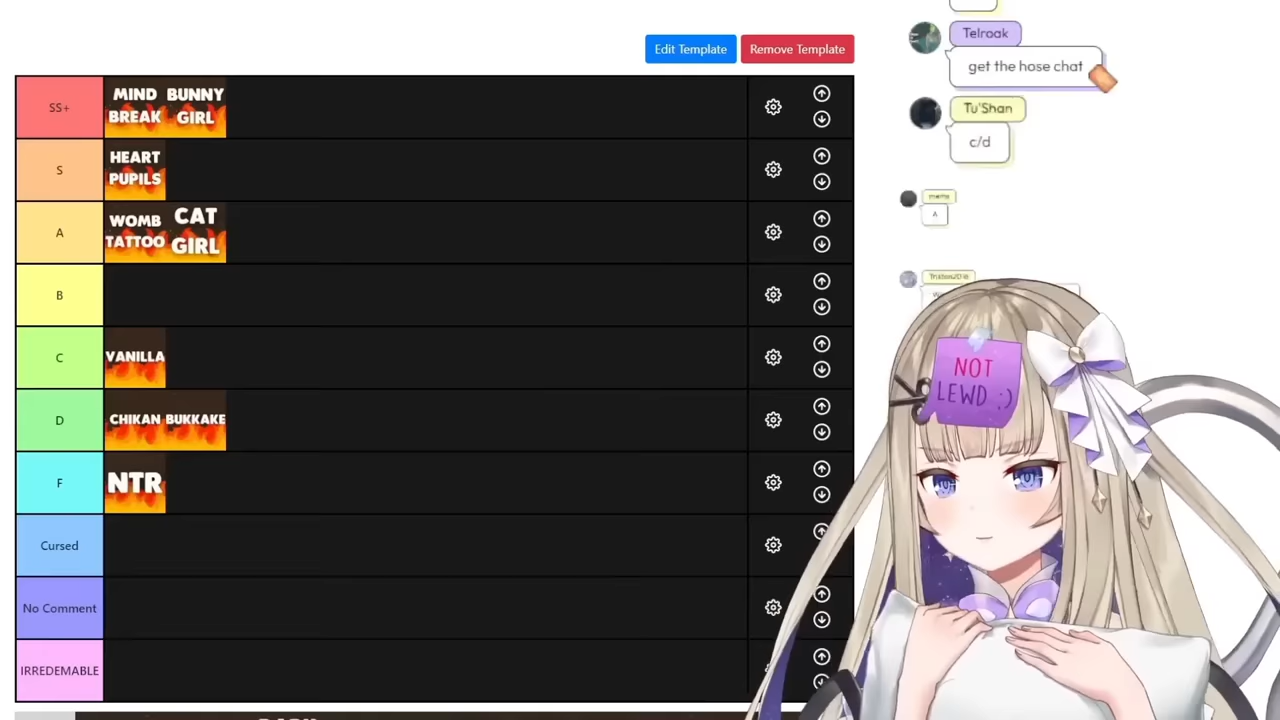 Edit Template
Remove Template
SS+
MIND BREAK
BUNNY GIRL
S
HEART PUPILS
A
WOMB TATTOO
CAT GIRL
B
C
VANILLA
D
CHIKAN
BUKKAKE
F
NTR
Cursed
No Comment
IRREDEMABLE
Telroak
get the hose chat
Tu'Shan
c/d
A
NOT
LEWD :)